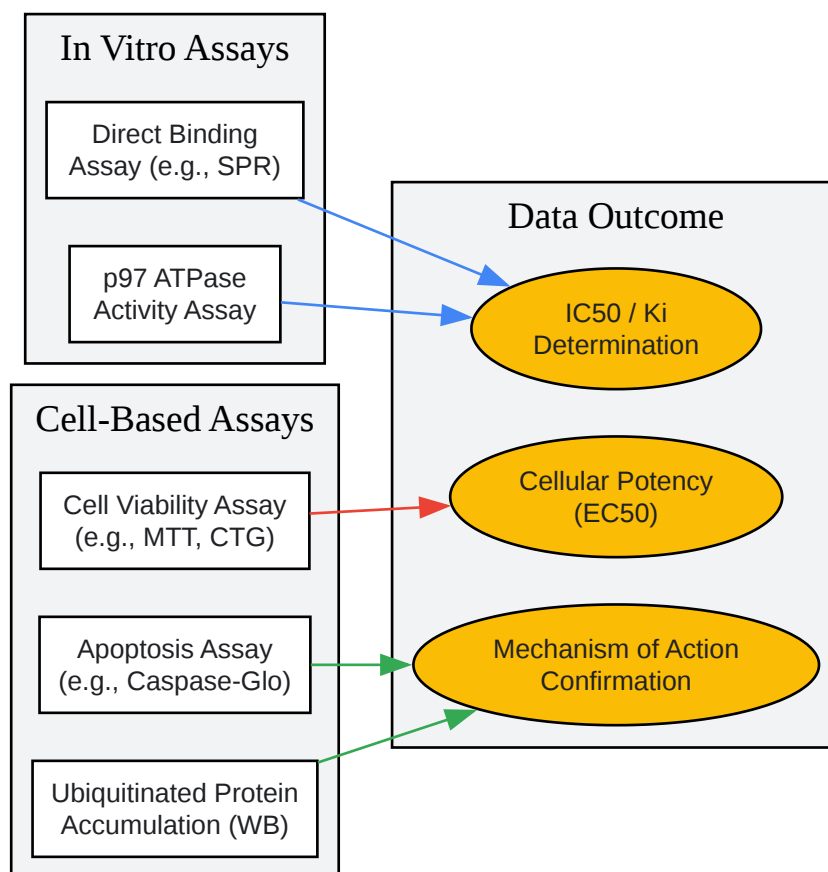 In Vitro Assays
Direct Binding
Assay (e.g., SPR)
p97 ATPase
Activity Assay
Cell-Based Assays
Cell Viability Assay
(e.g., MTT, CTG)
Apoptosis Assay
(e.g., Caspase-Glo)
Ubiquitinated Protein
Accumulation (WB)
Data Outcome
IC50 / Ki
Determination
Cellular Potency
(EC50)
Mechanism of Action
Confirmation